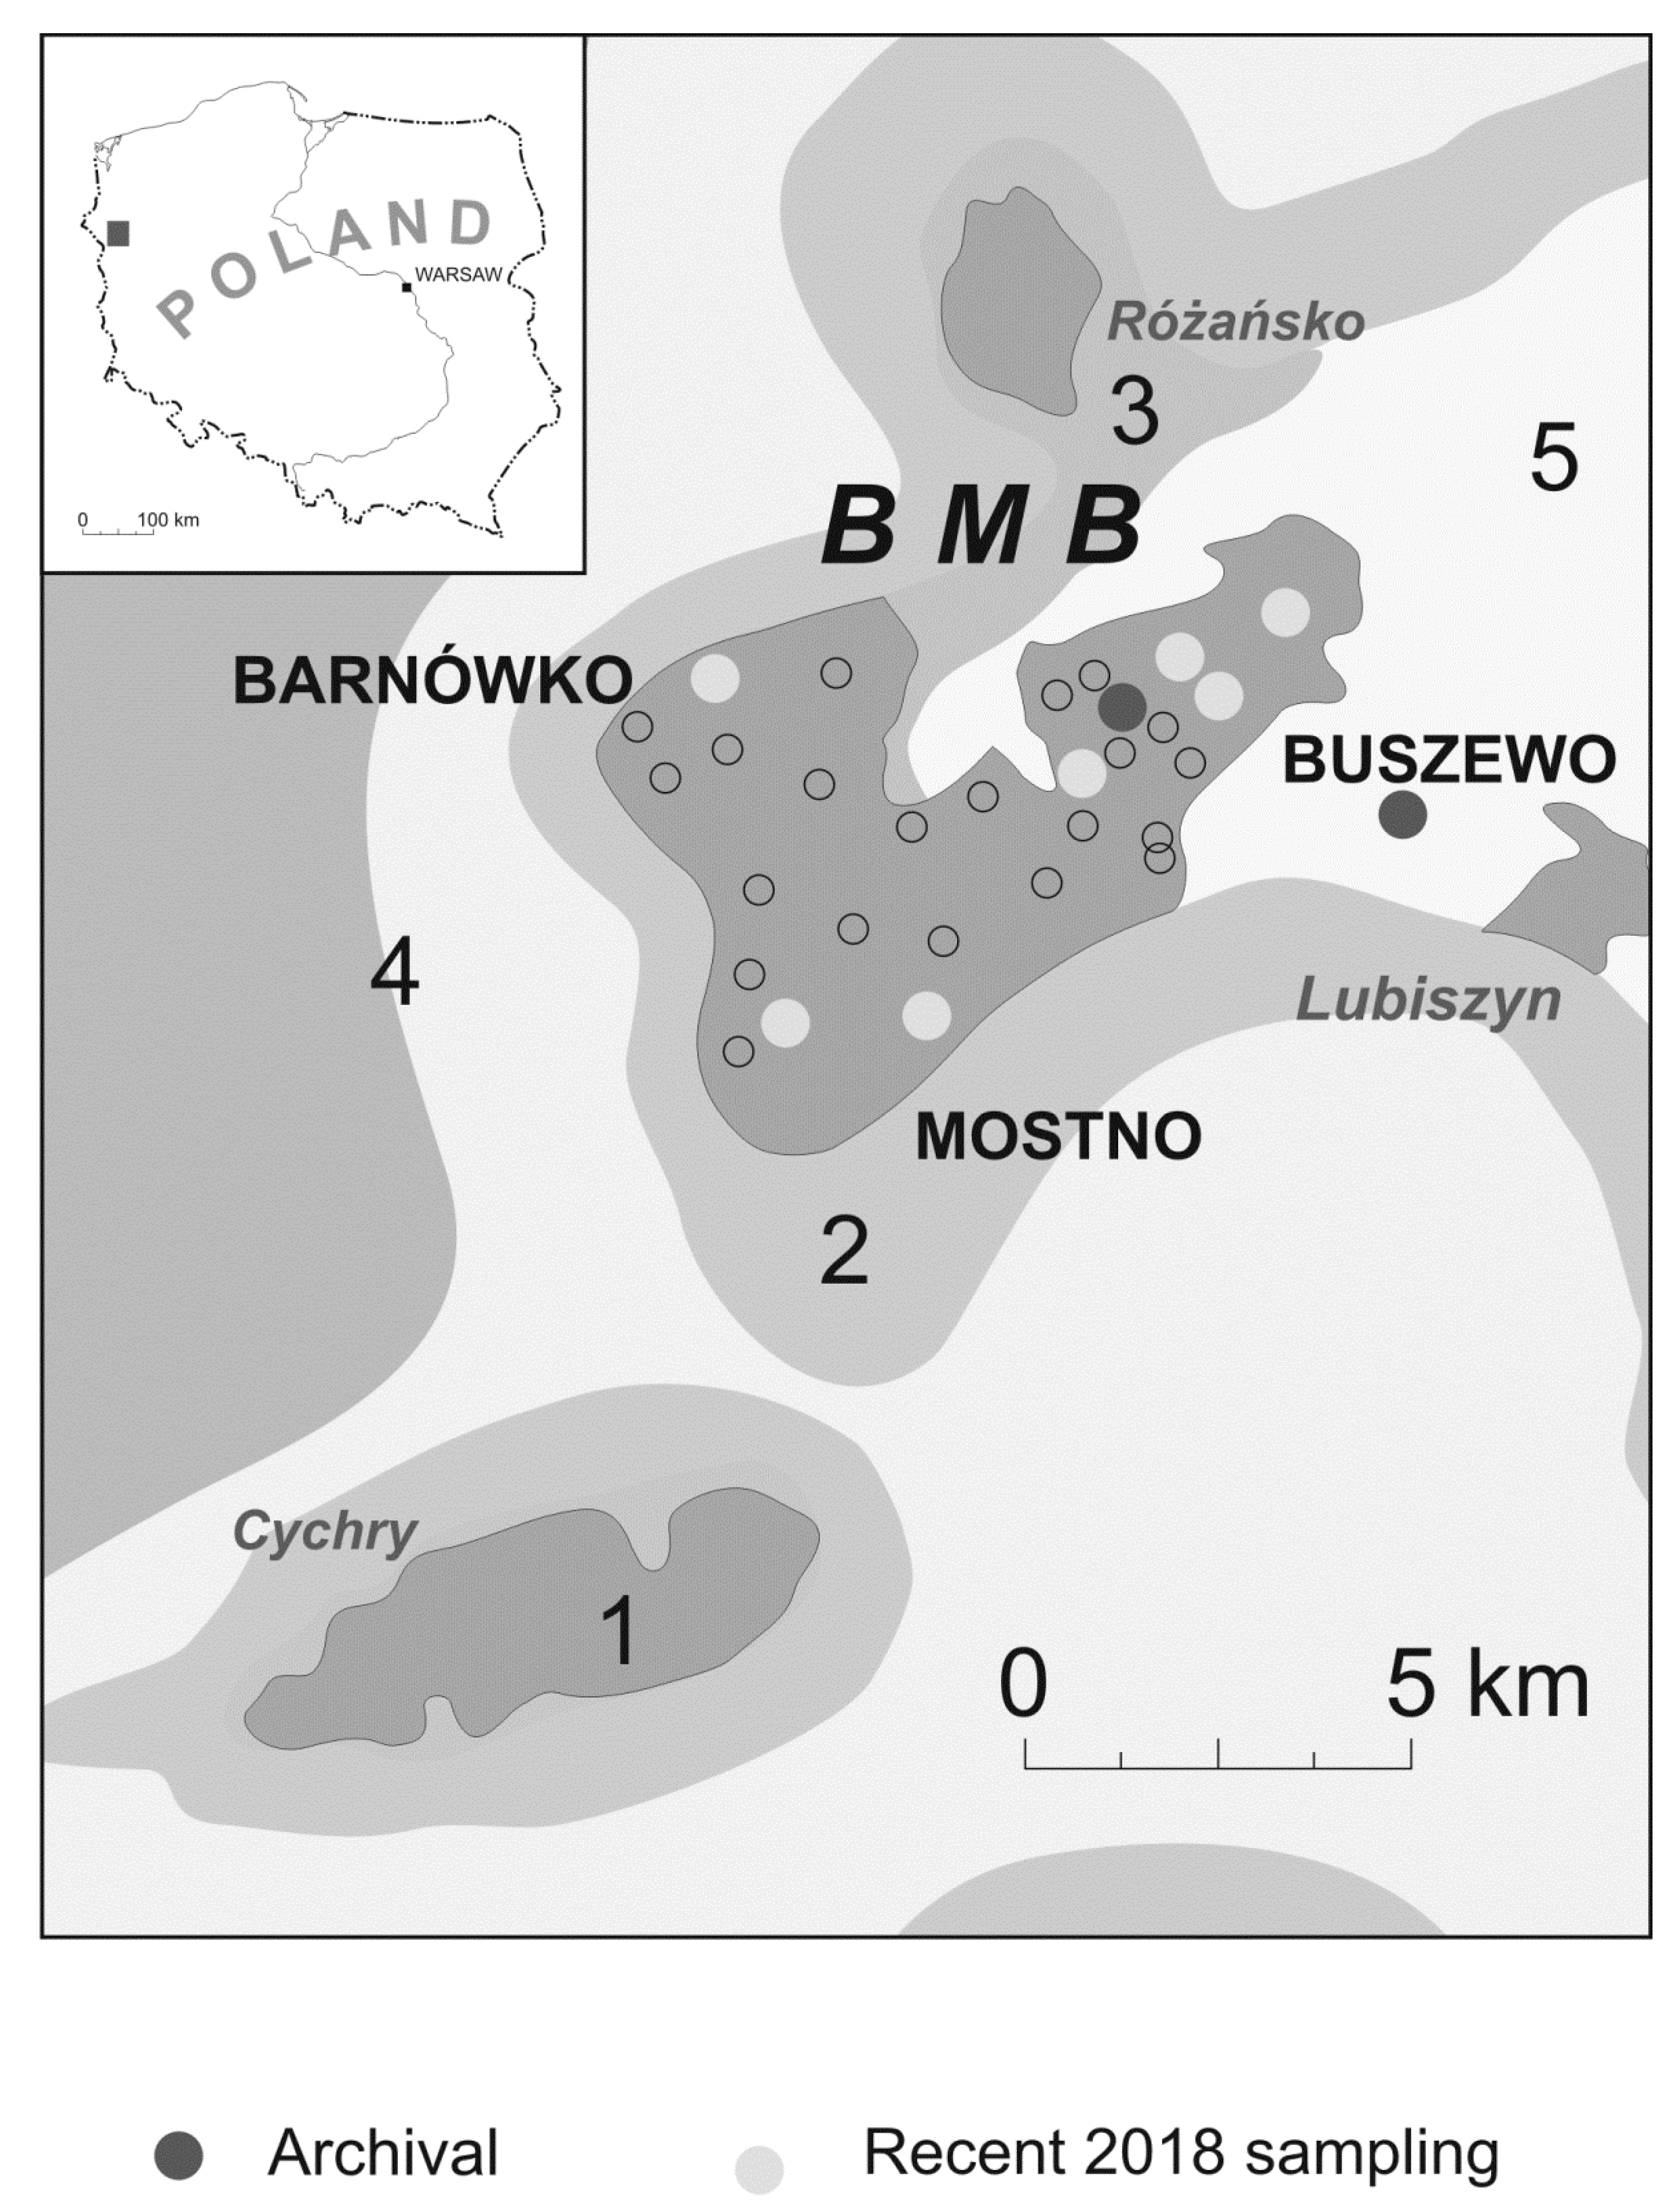 POLAND
WARSAW
0 100 km
Różańsko
3
5
B M B
BARNÓWKO
BUSZEWO
4
Lubiszyn
MOSTNO
2
Cychry
1
0 5 km
Archival Recent 2018 sampling